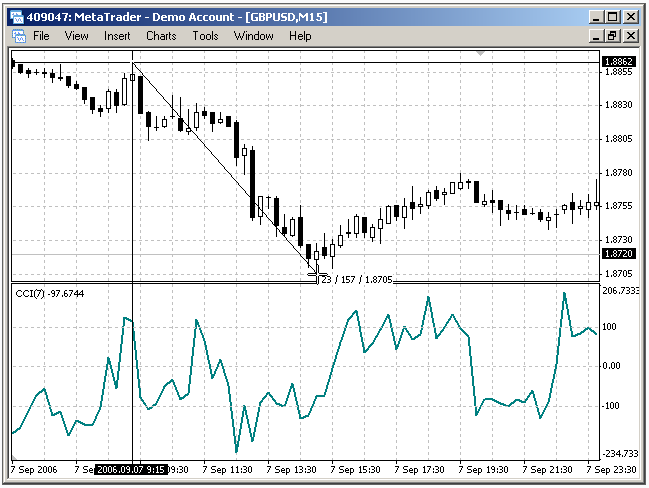 409047: MetaTrader - Demo Account - [GBPUSD,M15]
File View Insert Charts Tools Window Help
1.8862
1.8855
1.8830
1.8805
1.8780
1.8755
1.8730
1.8720
1.8705
23 / 157 / 1.8705
CCI(7) -97.6744
206.7333
100
0.00
-100
-234.733
7 Sep 2006 7 Se 2006.09.07 9:15 09:30 7 Sep 11:30 7 Sep 13:30 7 Sep 15:30 7 Sep 17:30 7 Sep 19:30 7 Sep 21:30 7 Sep 23:30